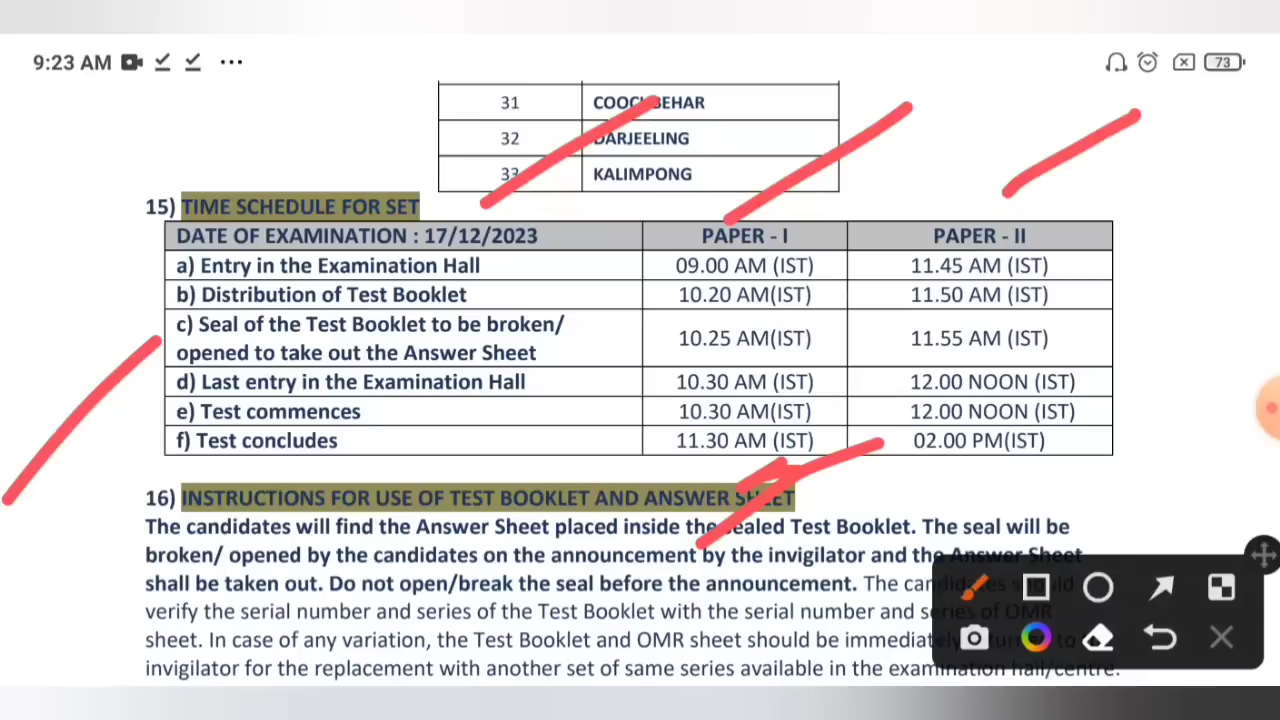 9:23 AM
73
31 COOCHBEHAR
32 DARJEELING
33 KALIMPONG
15) TIME SCHEDULE FOR SET
DATE OF EXAMINATION : 17/12/2023 PAPER - I PAPER - II
a) Entry in the Examination Hall 09.00 AM (IST) 11.45 AM (IST)
b) Distribution of Test Booklet 10.20 AM(IST) 11.50 AM (IST)
c) Seal of the Test Booklet to be broken/
opened to take out the Answer Sheet 10.25 AM(IST) 11.55 AM (IST)
d) Last entry in the Examination Hall 10.30 AM (IST) 12.00 NOON (IST)
e) Test commences 10.30 AM(IST) 12.00 NOON (IST)
f) Test concludes 11.30 AM (IST) 02.00 PM(IST)
16) INSTRUCTIONS FOR USE OF TEST BOOKLET AND ANSWER SHEET
The candidates will find the Answer Sheet placed inside the sealed Test Booklet. The seal will be
broken/ opened by the candidates on the announcement by the invigilator and the Answer Sheet
shall be taken out. Do not open/break the seal before the announcement. The candidates should
verify the serial number and series of the Test Booklet with the serial number and series of OMR
sheet. In case of any variation, the Test Booklet and OMR sheet should be immediately to
invigilator for the replacement with another set of same series available in the examination hall/centre.